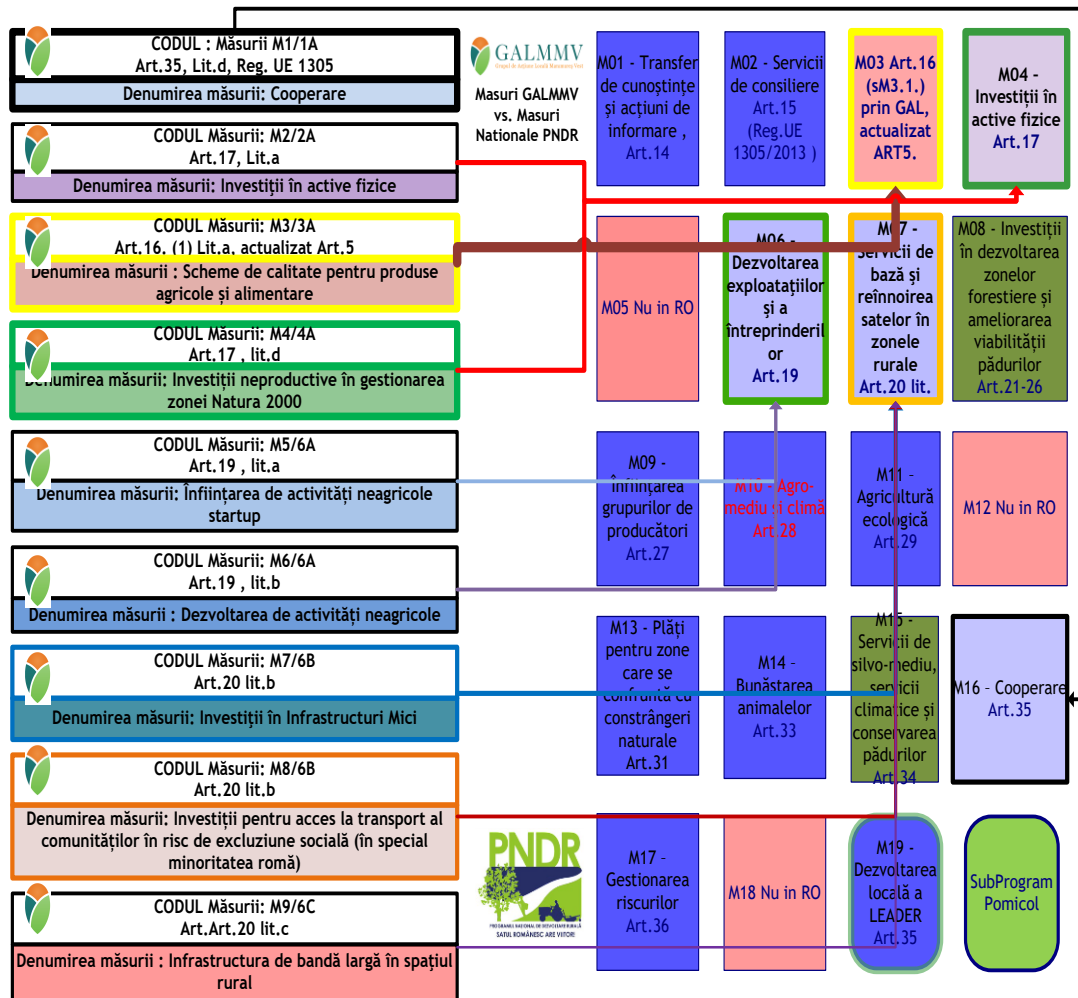 CODUL : Măsurii M1/1A
Art.35, Lit.d, Reg. UE 1305
Denumirea măsurii: Cooperare
CODUL Măsurii: M2/2A
Art.17, Lit.a
Denumirea măsurii: Investiții în active fizice
CODUL Măsurii: M3/3A
Art.16. (1) Lit.a, actualizat Art.5
Denumirea măsurii : Scheme de calitate pentru produse
agricole și alimentare
CODUL Măsurii: M4/4A
Art.17 , lit.d
Denumirea măsurii: Investiții neproductive în gestionarea
zonei Natura 2000
CODUL Măsurii: M5/6A
Art.19 , lit.a
Denumirea măsurii: Înființarea de activități neagricole
startup
CODUL Măsurii: M6/6A
Art.19 , lit.b
Denumirea măsurii : Dezvoltarea de activități neagricole
CODUL Măsurii: M7/6B
Art.20 lit.b
Denumirea măsurii: Investiții în Infrastructuri Mici
CODUL Măsurii: M8/6B
Art.20 lit.b
Denumirea măsurii: Investiții pentru acces la transport al
comunităților în risc de excluziune socială (în special
minoritatea romă)
CODUL Măsurii: M9/6C
Art.Art.20 lit.c
Denumirea măsurii : Infrastructura de bandă largă în spațiul
rural
GALMMV
Masuri GALMMV
vs. Masuri
Nationale PNDR
M01 - Transfer
de cunoștințe
și acțiuni de
informare ,
Art.14
M02 - Servicii
de consiliere
Art.15
(Reg.UE
1305/2013 )
M03 Art.16
(sM3.1.)
prin GAL,
actualizat
ART5.
M04 -
Investiții în
active fizice
Art.17
M05 Nu in RO
M06 -
Dezvoltarea
exploatațiilor
și a
întreprinderil
or
Art.19
M07 -
Servicii de
bază și
reînnoirea
satelor în
zonele
rurale
Art.20 lit.
M08 - Investiții
în dezvoltarea
zonelor
forestiere și
ameliorarea
viabilității
pădurilor
Art.21-26
M09 -
Înființarea
grupurilor de
producători
Art.27
M10 - Agro-
mediu și climă
Art.28
M11 -
Agricultură
ecologică
Art.29
M12 Nu in RO
M13 - Plăți
pentru zone
care se
confruntă cu
constrângeri
naturale
Art.31
M14 –
Bunăstarea
animalelor
Art.33
M15 -
Servicii de
silvo-mediu,
servicii
climatice și
conservarea
pădurilor
Art.34
M16 - Cooperare
Art.35
PNDR
PROGRAMUL NAȚIONAL DE DEZVOLTARE RURALĂ
SATUL ROMÂNESC ARE VIITOR!
M17 -
Gestionarea
riscurilor
Art.36
M18 Nu in RO
M19 -
Dezvoltarea
locală a
LEADER
Art.35
SubProgram
Pomicol